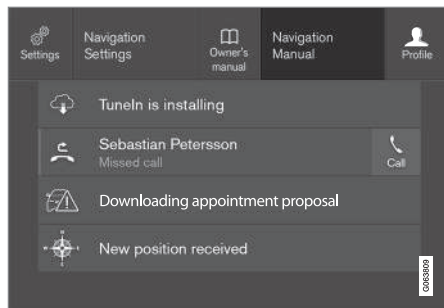 Settings
Navigation
Settings
Owner's
manual
Navigation
Manual
Profile
TuneIn is installing
Sebastian Petersson
Missed call
Call
Downloading appointment proposal
New position received
G063809